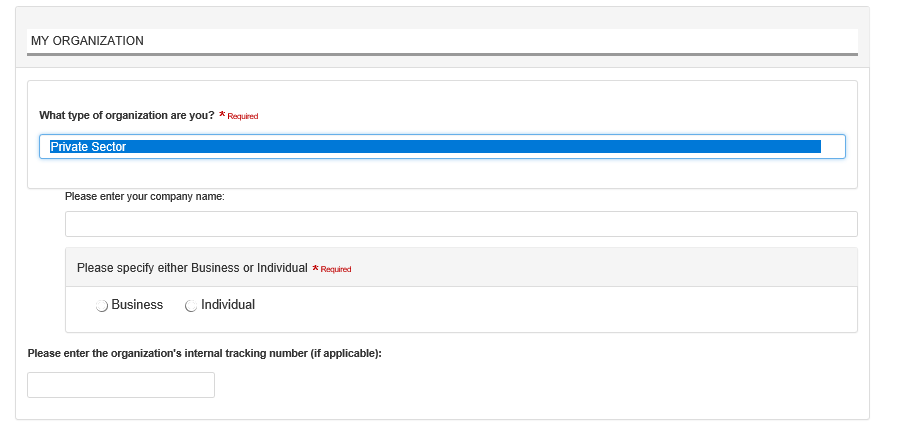 MY ORGANIZATION
What type of organization are you? * Required
Private Sector
Please enter your company name:
Please specify either Business or Individual * Required
Business Individual
Please enter the organization's internal tracking number (if applicable):